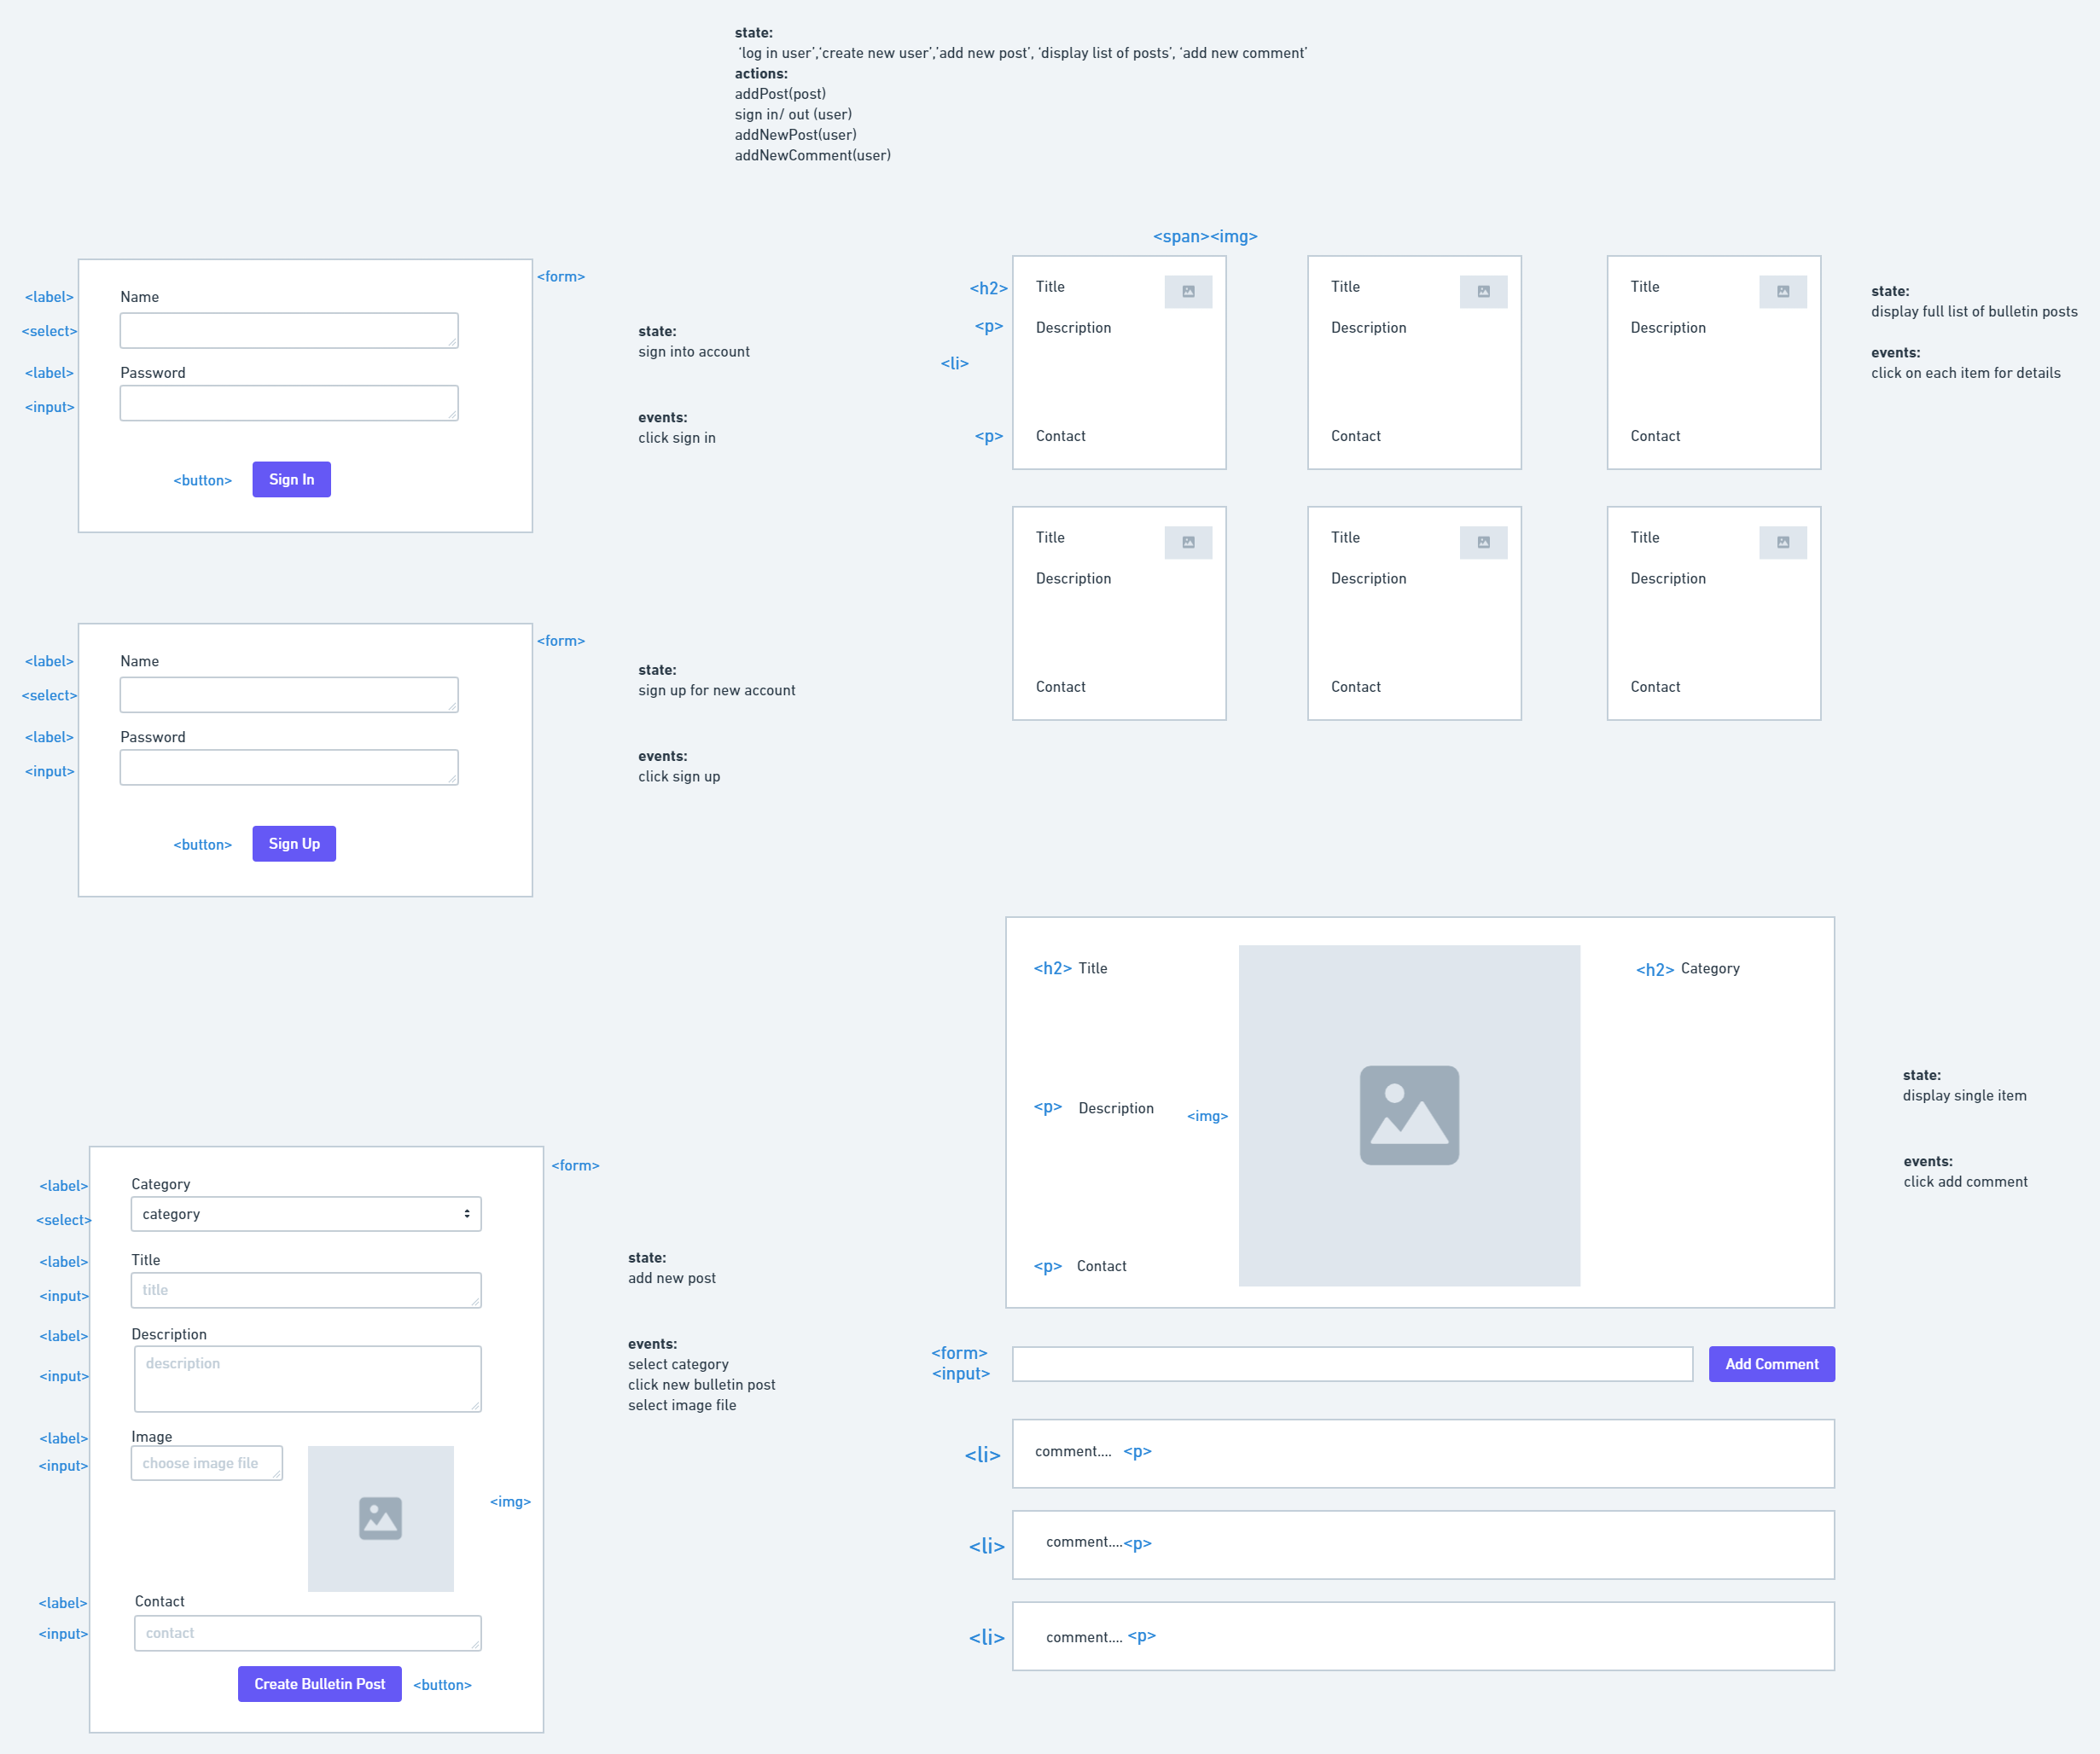 state:
‘log in user’,‘create new user’,’add new post’, ‘display list of posts’, ‘add new comment’
actions:
addPost(post)
sign in/ out (user)
addNewPost(user)
addNewComment(user)
<form>
<label> Name
<select>
<label> Password
<input>
<button> Sign In
state:
sign into account
events:
click sign in
<form>
<label> Name
<select>
<label> Password
<input>
<button> Sign Up
state:
sign up for new account
events:
click sign up
<form>
<label> Category
<select> category
<label> Title
<input> title
<label> Description
<input> description
<label> Image
<input> choose image file
<img>
<label> Contact
<input> contact
Create Bulletin Post <button>
state:
add new post
events:
select category
click new bulletin post
select image file
<span><img>
<h2> Title
<p> Description
<li>
<p> Contact
Title
Description
Contact
Title
Description
Contact
state:
display full list of bulletin posts
events:
click on each item for details
Title
Description
Contact
Title
Description
Contact
Title
Description
Contact
<h2> Title
<h2> Category
<p> Description
<img>
<p> Contact
state:
display single item
events:
click add comment
<form>
<input>
Add Comment
<li> comment.... <p>
<li> comment....<p>
<li> comment.... <p>